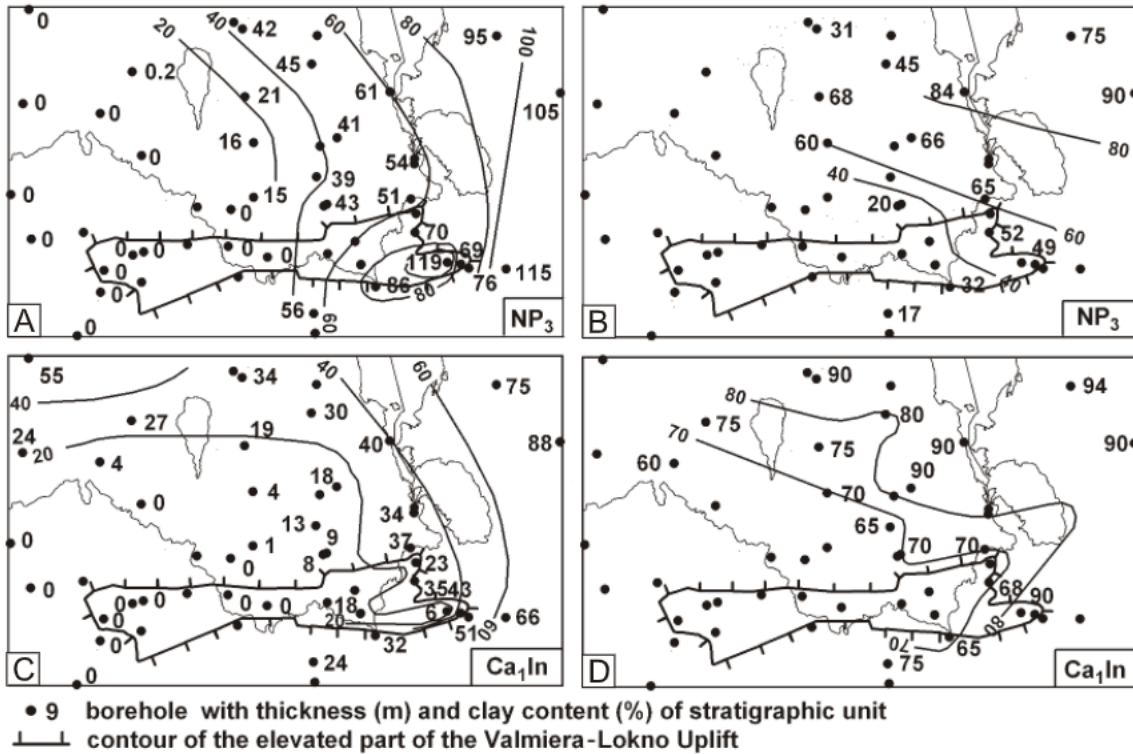 0 20 40 42 60 80 95 100
0.2 45
0 21 61 105
0 16 41
0 54
15 39
0 51
0 43
0 0 0 0 70
0 0 119 69
86 80 76 115
0 56 60
A 0 NP3
31 75
45
68 84 90
60 66 80
40
65
20 60
52
49
32 70
17
B NP3
55 34 40 60 75
40
27 30
24 19 40 88
20
4 18
0 4
34
0 13
1 9 37
0 8 23
0
0 0 0 0 18 35 43
0 6
20 51 60 66
0 32
24
C 0 Ca1In
90 94
80 80
75
70 75 90 90
60 90
70
65
70 70
68 90
80
70 65
75
D Ca1In
9 borehole with thickness (m) and clay content (%) of stratigraphic unit
contour of the elevated part of the Valmiera-Lokno Uplift